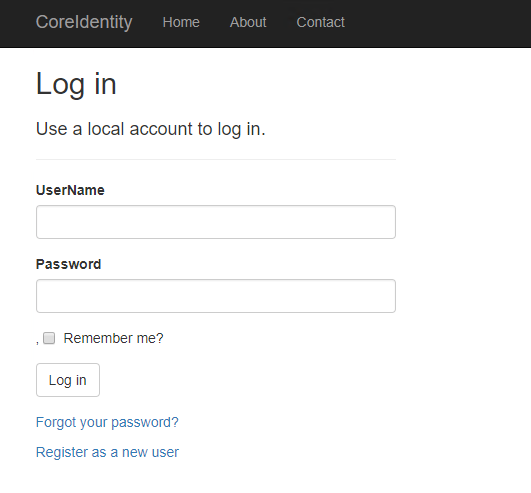 CoreIdentity Home About Contact
Log in
Use a local account to log in.
UserName
Password
, Remember me?
Log in
Forgot your password?
Register as a new user